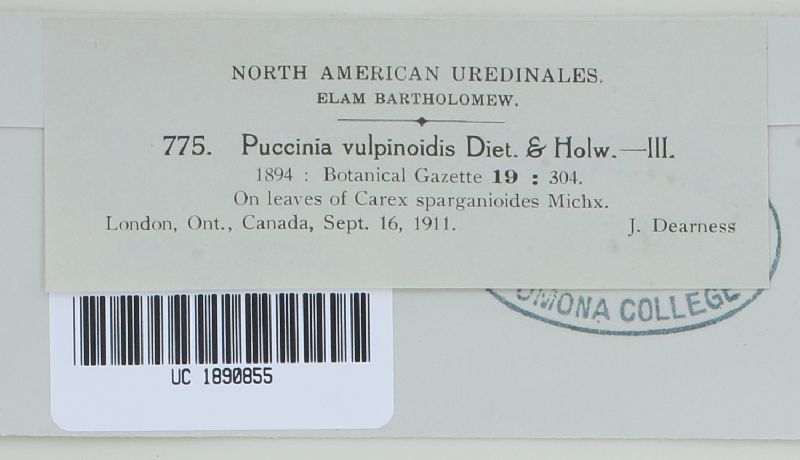 NORTH AMERICAN UREDINALES.
ELAM BARTHOLOMEW.
775. Puccinia vulpinoidis Diet. & Holw.—III.
1894 : Botanical Gazette 19 : 304.
On leaves of Carex sparganioides Michx.
London, Ont., Canada, Sept. 16, 1911. J. Dearness
OMONA COLLEGE
UC 1890855